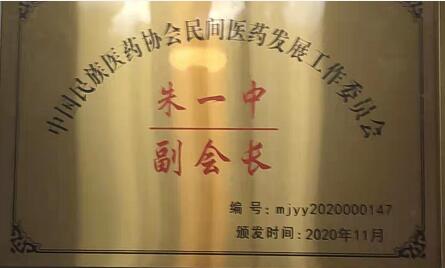 中国民族医药协会民间医药发展工作委员会
朱一中
副会长
编号:mjyy2020000147
颁发时间:2020年11月